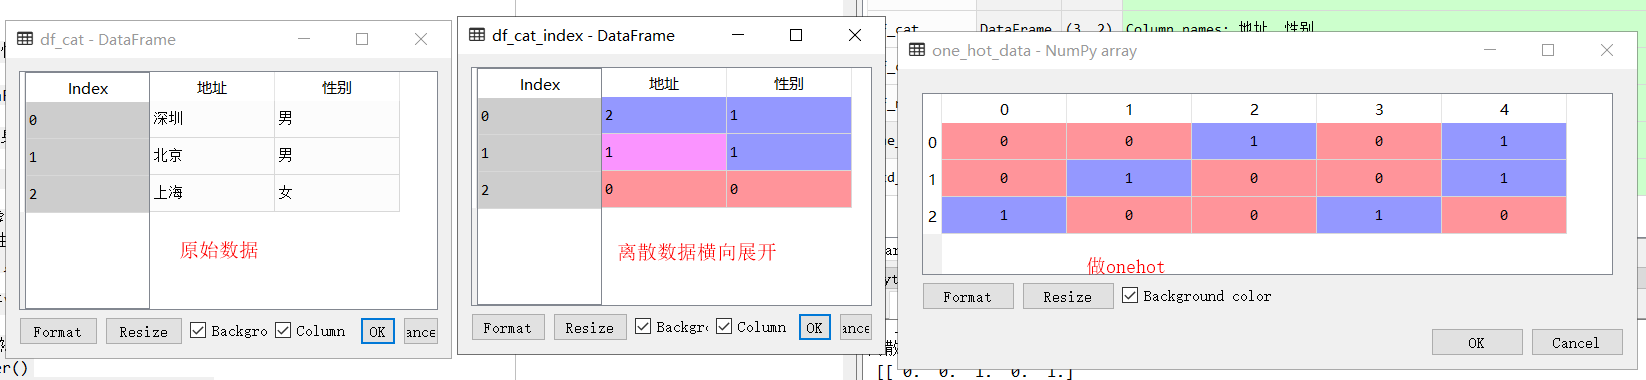 df_cat - DataFrame
Index 地址 性别
0 深圳 男
1 北京 男
2 上海 女
原始数据
Format Resize Backgro Column OK ance
er()
df_cat_index - DataFrame
Index 地址 性别
0 2 1
1 1 1
2 0 0
离散数据横向展开
Format Resize Backgr Column OK ance
_cat DataFrame (3, 2) Column names: 地址, 性别
one_hot_data - NumPy array
0 1 2 3 4
0 0 0 1 0 1
1 0 1 0 0 1
2 1 0 0 1 0
做onehot
Format Resize Background color
OK Cancel
[[ 0. 0. 1. 0. 1.]